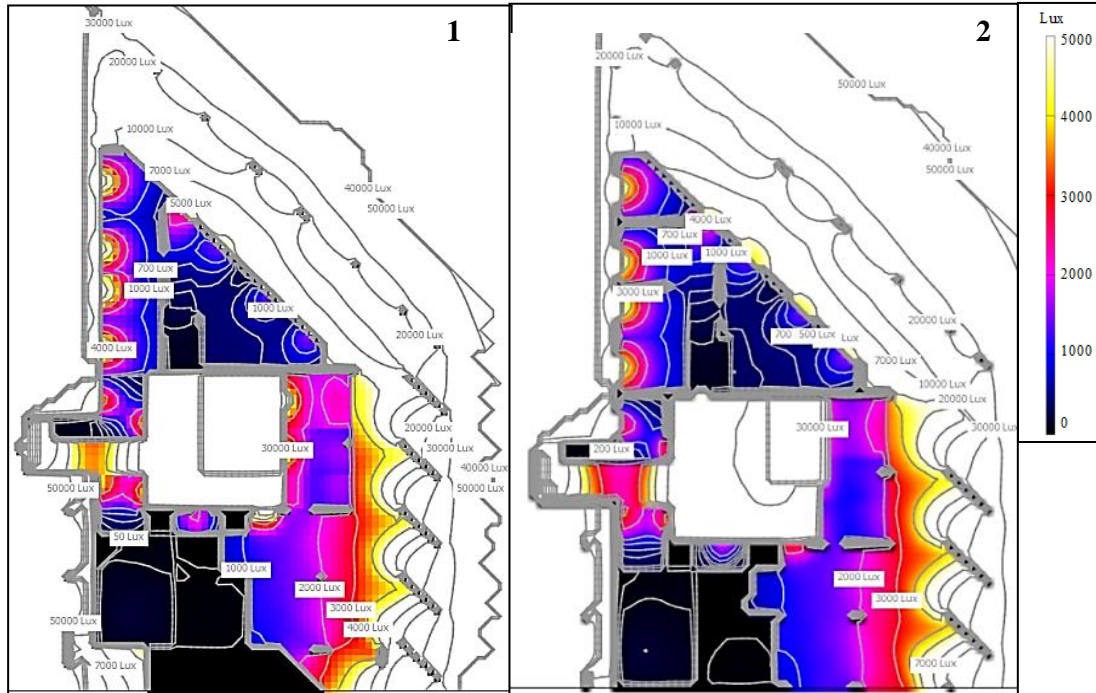 1
30000 Lux
20000 Lux
10000 Lux
7000 Lux
5000 Lux
40000 Lux
50000 Lux
700 Lux
1000 Lux
1000 Lux
4000 Lux
20000 Lux
20000 Lux
30000 Lux
30000 Lux
40000 Lux
50000 Lux
50000 Lux
50 Lux
1000 Lux
2000 Lux
3000 Lux
50000 Lux
4000 Lux
7000 Lux
2
20000 Lux
50000 Lux
10000 Lux
40000 Lux
50000 Lux
4000 Lux
700 Lux
1000 Lux
1000 Lux
3000 Lux
20000 Lux
700
500 Lux
Lux
7000 Lux
10000 Lux
20000 Lux
30000 Lux
30000 Lux
200 Lux
2000 Lux
3000 Lux
7000 Lux
Lux
5000
4000
3000
2000
1000
0